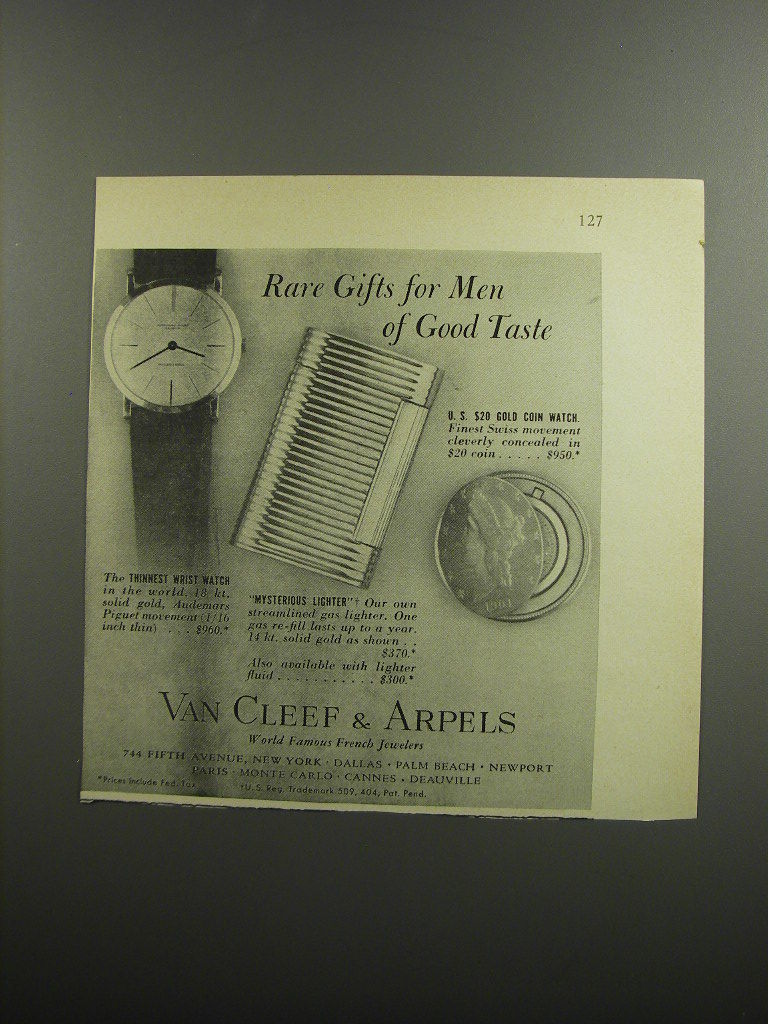 127
Rare Gifts for Men
of Good Taste
U. S. $20 GOLD COIN WATCH.
Finest Swiss movement
cleverly concealed in
$20 coin . . . . . $950.*
The THINNEST WRIST WATCH
in the world. 18 kt.
solid gold, Audemars
Piguet movement (1/16
inch thin) . . . $960.*
"MYSTERIOUS LIGHTER"† Our own
streamlined gas lighter. One
gas re-fill lasts up to a year.
14 kt. solid gold as shown . .
$370.*
Also available with lighter
fluid . . . . . . . . . . . $300.*
VAN CLEEF & ARPELS
World Famous French Jewelers
744 FIFTH AVENUE, NEW YORK · DALLAS · PALM BEACH · NEWPORT
PARIS · MONTE CARLO · CANNES · DEAUVILLE
*Prices include Fed. Tax
†U. S. Reg. Trademark 509, 404, Pat. Pend.